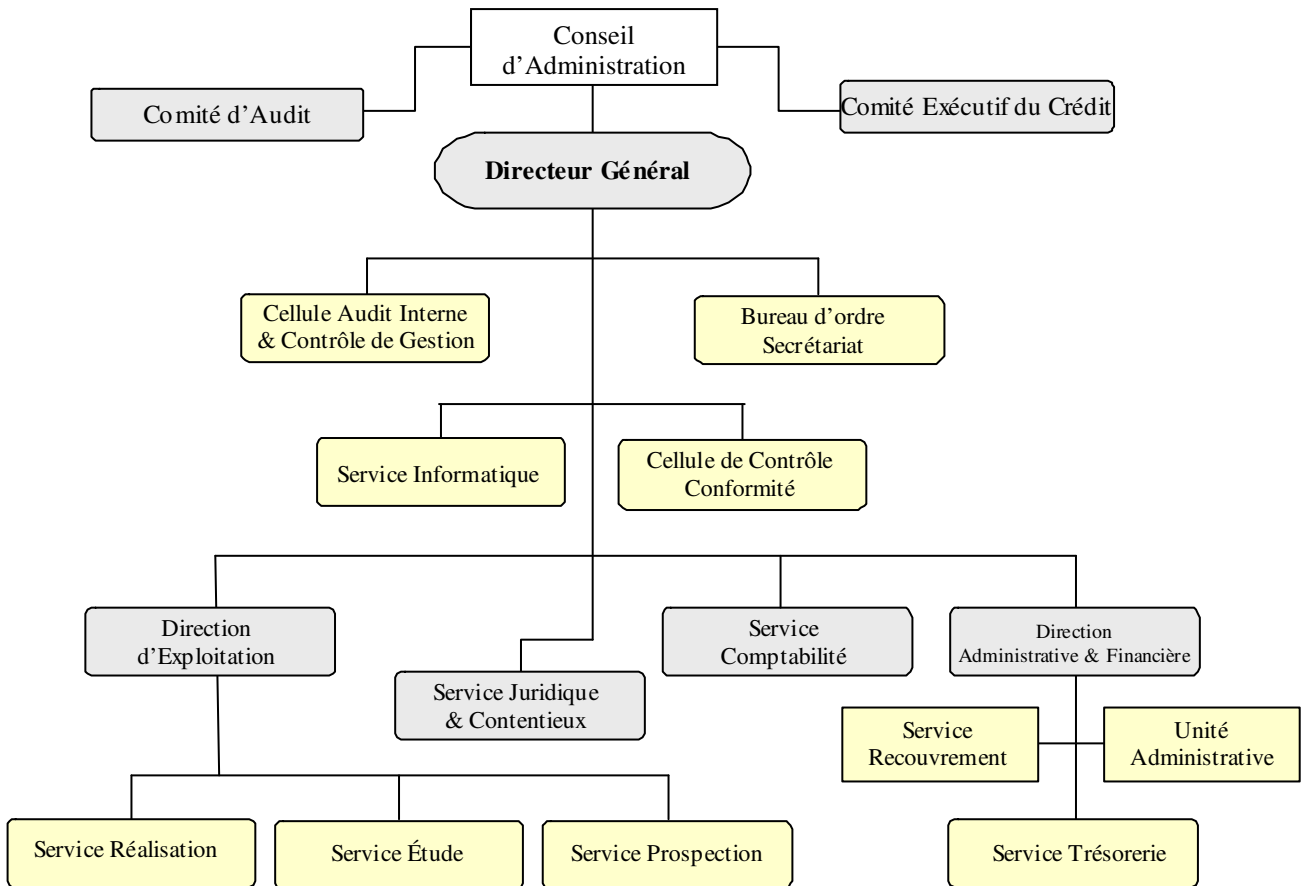 Conseil
d’Administration
Comité d’Audit
Comité Exécutif du Crédit
Directeur Général
Cellule Audit Interne
& Contrôle de Gestion
Bureau d’ordre
Secrétariat
Service Informatique
Cellule de Contrôle
Conformité
Direction
d’Exploitation
Service
Comptabilité
Direction
Administrative & Financière
Service Juridique
& Contentieux
Service
Recouvrement
Unité
Administrative
Service Réalisation
Service Étude
Service Prospection
Service Trésorerie